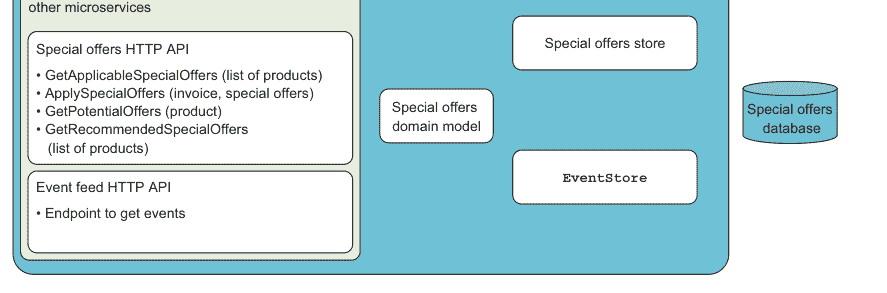 other microservices
Special offers HTTP API
• GetApplicableSpecialOffers (list of products)
• ApplySpecialOffers (invoice, special offers)
• GetPotentialOffers (product)
• GetRecommendedSpecialOffers
(list of products)
Event feed HTTP API
• Endpoint to get events
Special offers
domain model
Special offers store
EventStore
Special offers
database